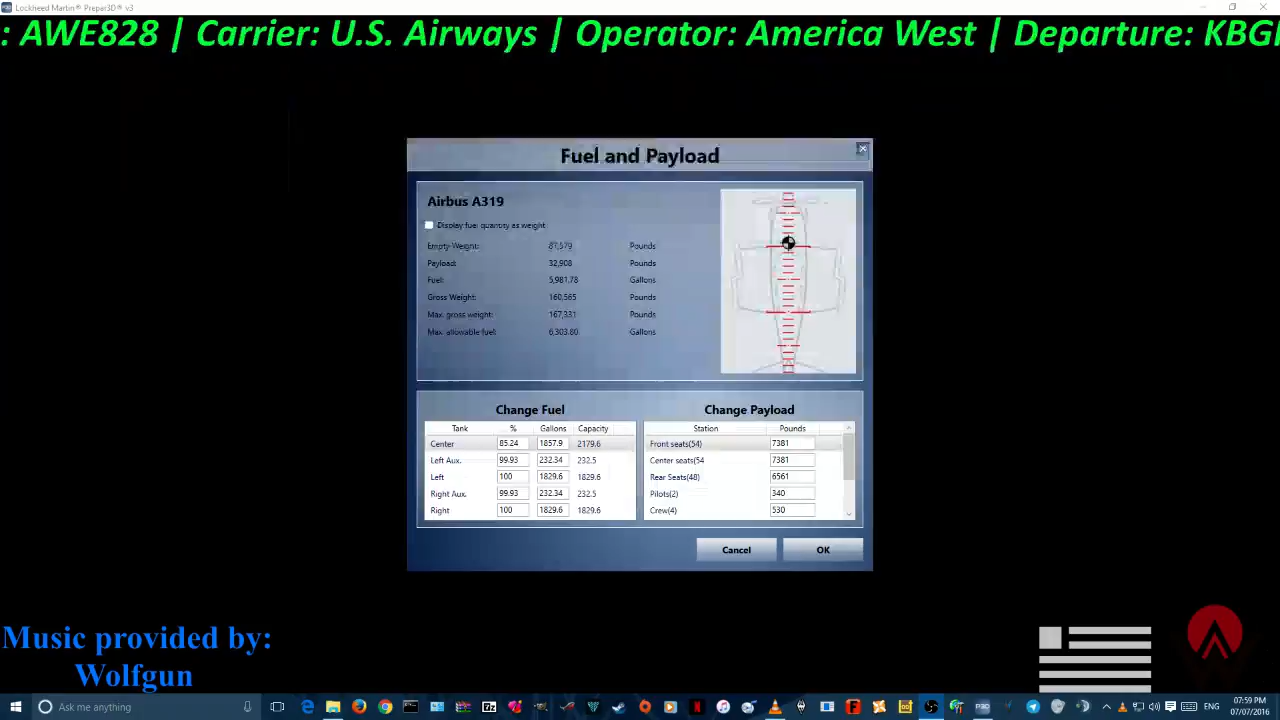 Lockheed Martin® Prepar3D® v3
: AWE828 | Carrier: U.S. Airways | Operator: America West | Departure: KBG
Fuel and Payload
Airbus A319
Display fuel quantity as weight
Empty Weight: 87,579 Pounds
Payload: 32,908 Pounds
Fuel: 5,981.78 Gallons
Gross Weight: 160,565 Pounds
Max. gross weight: 167,331 Pounds
Max. allowable fuel: 6,303.80 Gallons
Change Fuel
Tank % Gallons Capacity
Center 85.24 1857.9 2179.6
Left Aux. 99.93 232.34 232.5
Left 100 1829.6 1829.6
Right Aux. 99.93 232.34 232.5
Right 100 1829.6 1829.6
Change Payload
Station Pounds
Front seats(54) 7381
Center seats(54 7381
Rear Seats(48) 6561
Pilots(2) 340
Crew(4) 530
Cancel OK
Music provided by:
Wolfgun
Ask me anything
ENG
07:59 PM
07/07/2016